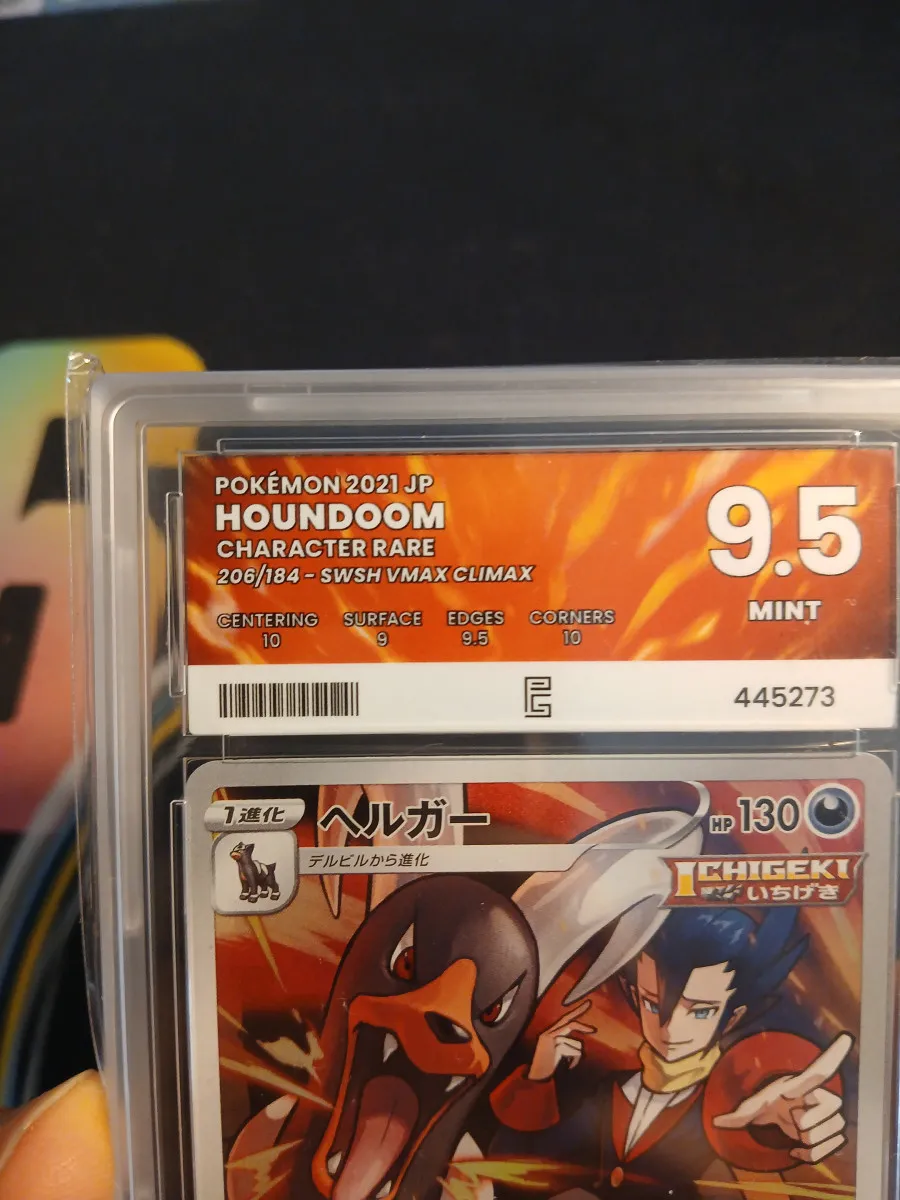 POKÉMON 2021 JP
HOUNDOOM
CHARACTER RARE
206/184 - SWSH VMAX CLIMAX
9.5
MINT
CENTERING SURFACE EDGES CORNERS
10 9 9.5 10
445273
1進化 ヘルガー HP 130
デルビルから進化
ICHIGEKI
いちげき